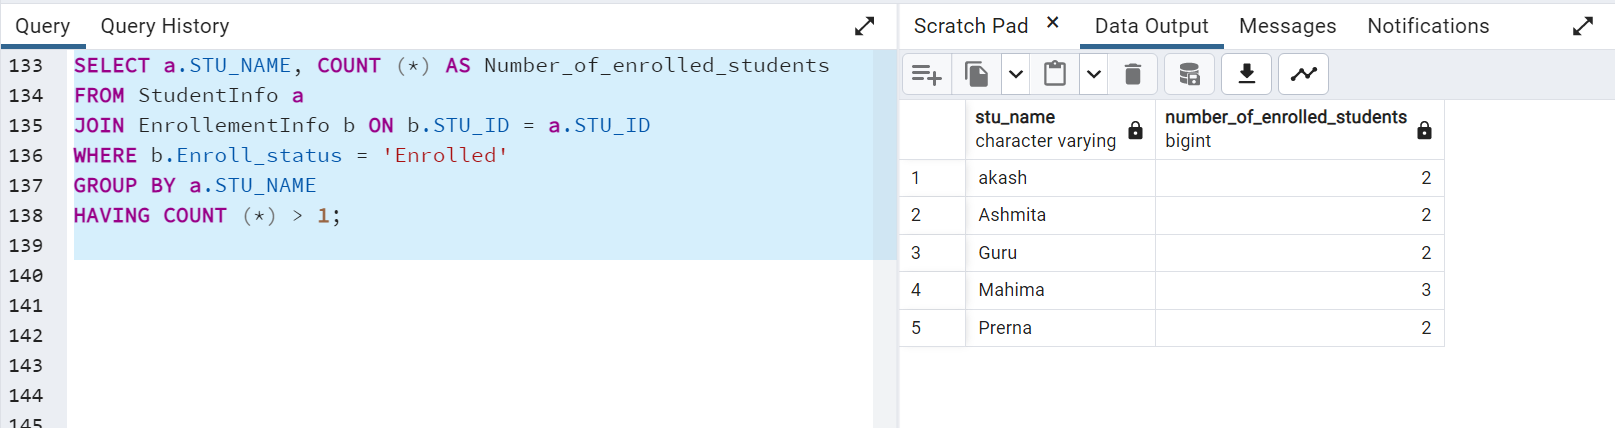 Query Query History
133 SELECT a.STU_NAME, COUNT (*) AS Number_of_enrolled_students
134 FROM StudentInfo a
135 JOIN EnrollementInfo b ON b.STU_ID = a.STU_ID
136 WHERE b.Enroll_status = 'Enrolled'
137 GROUP BY a.STU_NAME
138 HAVING COUNT (*) > 1;
139
140
141
142
143
144
145
Scratch Pad × Data Output Messages Notifications
stu_name number_of_enrolled_students
character varying bigint
1 akash 2
2 Ashmita 2
3 Guru 2
4 Mahima 3
5 Prerna 2